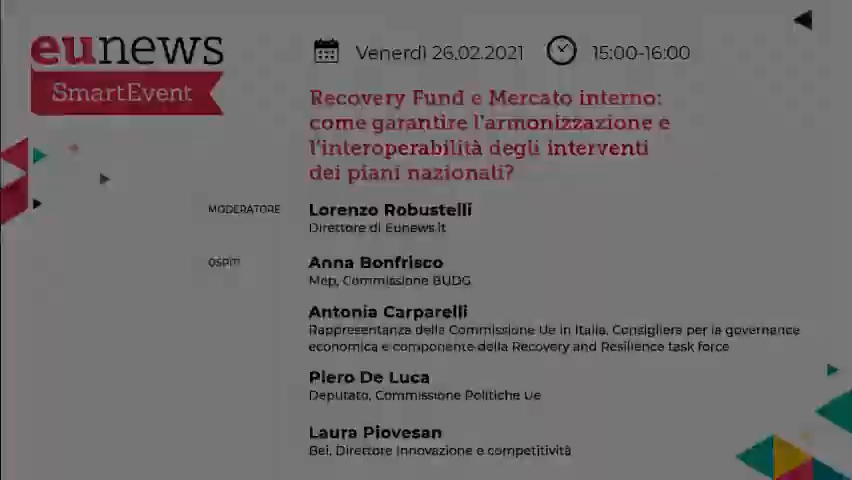 eunews
SmartEvent
Venerdì 26.02.2021
15:00-16:00
Recovery Fund e Mercato interno:
come garantire l'armonizzazione e
l'interoperabilità degli interventi
dei piani nazionali?
MODERATORE
Lorenzo Robustelli
Direttore di Eunews.it
OSPITI
Anna Bonfrisco
Mep, Commissione BUDG
Antonia Carparelli
Rappresentanza della Commissione Ue in Italia, Consigliera per la governance
economica e componente della Recovery and Resilience task force
Piero De Luca
Deputato, Commissione Politiche Ue
Laura Piovesan
Bei, Direttore innovazione e competitività